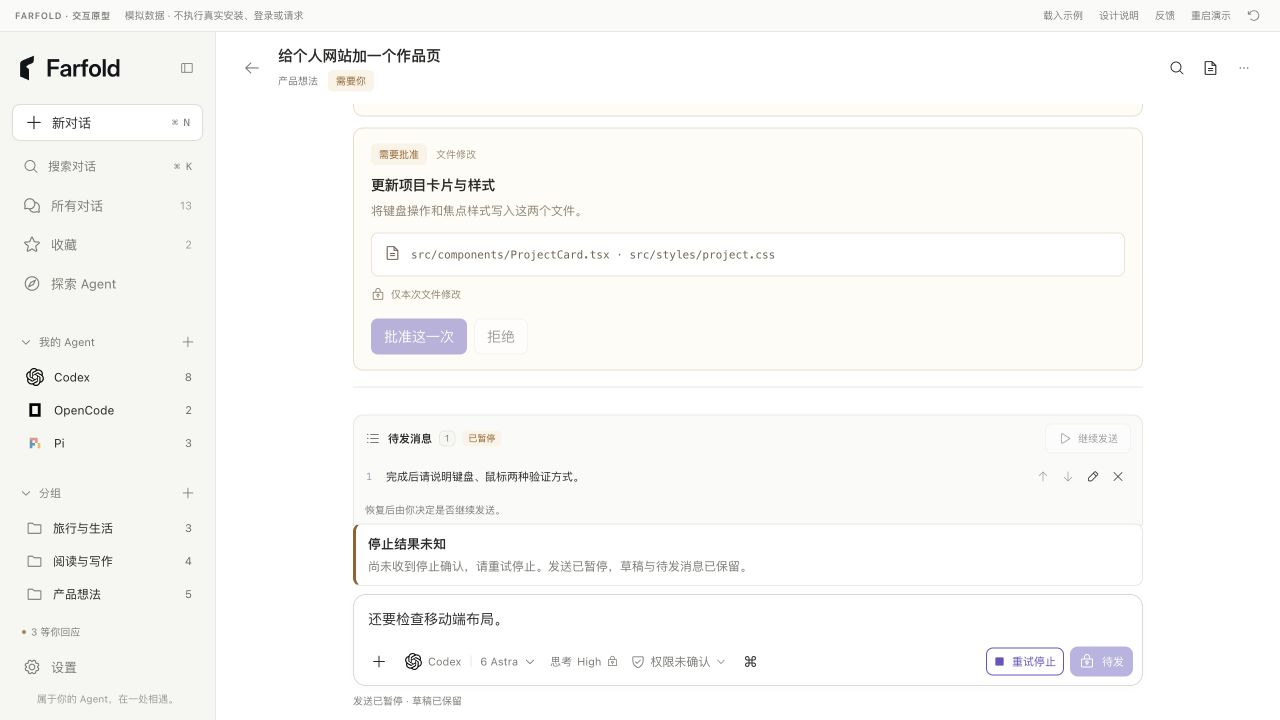 FARFOLD · 交互原型 模拟数据 · 不执行真实安装、登录或请求 载入示例 设计说明 反馈 重启演示
Farfold
新对话 ⌘ N
搜索对话 ⌘ K
所有对话 13
收藏 2
探索 Agent
我的 Agent
Codex 8
OpenCode 2
Pi 3
分组
旅行与生活 3
阅读与写作 4
产品想法 5
3 等你回应
设置
属于你的 Agent，在一处相遇。
给个人网站加一个作品页
产品想法 需要你
需要批准 文件修改
更新项目卡片与样式
将键盘操作和焦点样式写入这两个文件。
src/components/ProjectCard.tsx · src/styles/project.css
仅本次文件修改
批准这一次 拒绝
待发消息 1 已暂停 继续发送
1 完成后请说明键盘、鼠标两种验证方式。
恢复后由你决定是否继续发送。
停止结果未知
尚未收到停止确认，请重试停止。发送已暂停，草稿与待发消息已保留。
还要检查移动端布局。
Codex 6 Astra 思考 High 权限未确认 ⌘ 重试停止 待发
发送已暂停 · 草稿已保留